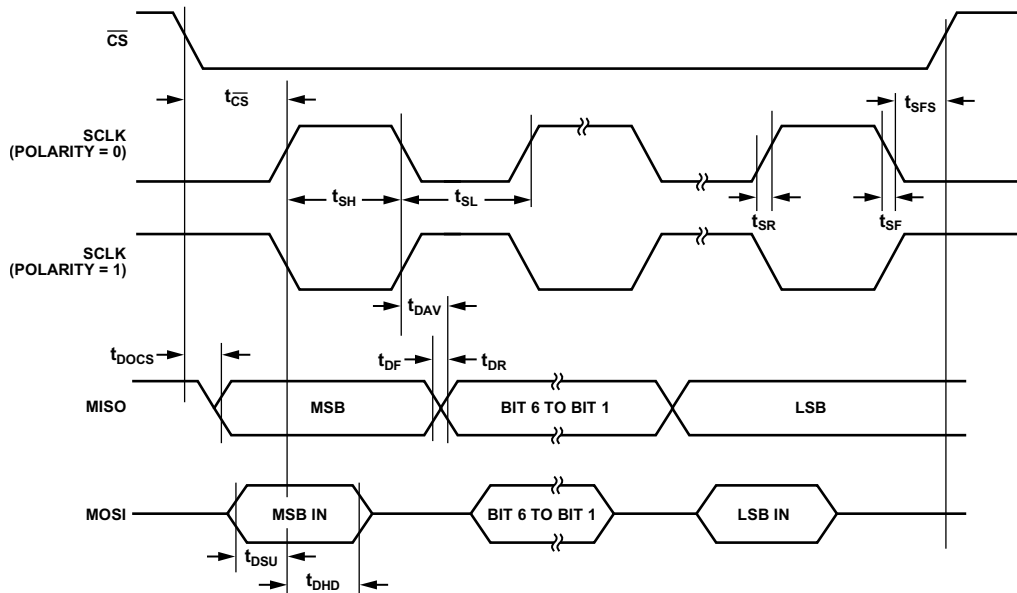 CS
tCS
tSFS
SCLK
(POLARITY = 0)
tSH
tSL
tSR
tSF
SCLK
(POLARITY = 1)
tDAV
tDOCS
tDF
tDR
MISO
MSB
BIT 6 TO BIT 1
LSB
MOSI
MSB IN
BIT 6 TO BIT 1
LSB IN
tDSU
tDHD